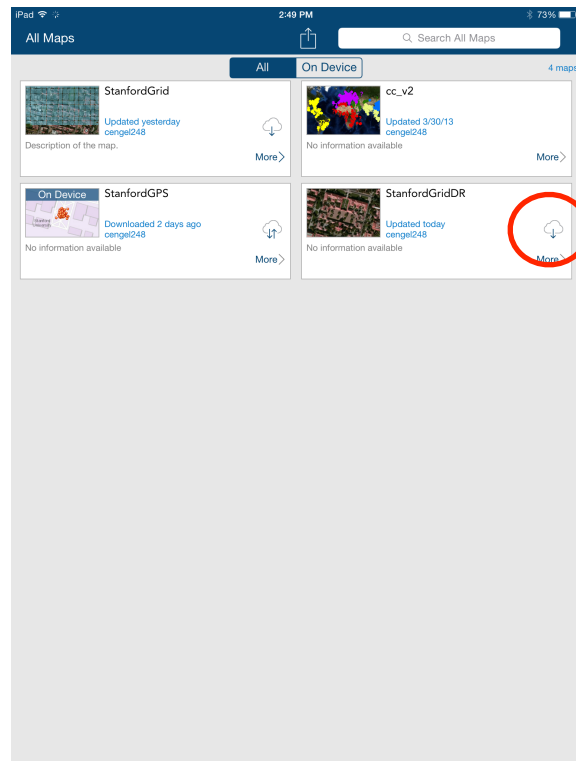 iPad 2:49 PM 73%
All Maps Search All Maps
All On Device 4 maps
StanfordGrid
Updated yesterday
cengel248
Description of the map.
More
cc_v2
Updated 3/30/13
cengel248
No information available
More
On Device
StanfordGPS
Downloaded 2 days ago
cengel248
No information available
More
StanfordGridDR
Updated today
cengel248
No information available
More